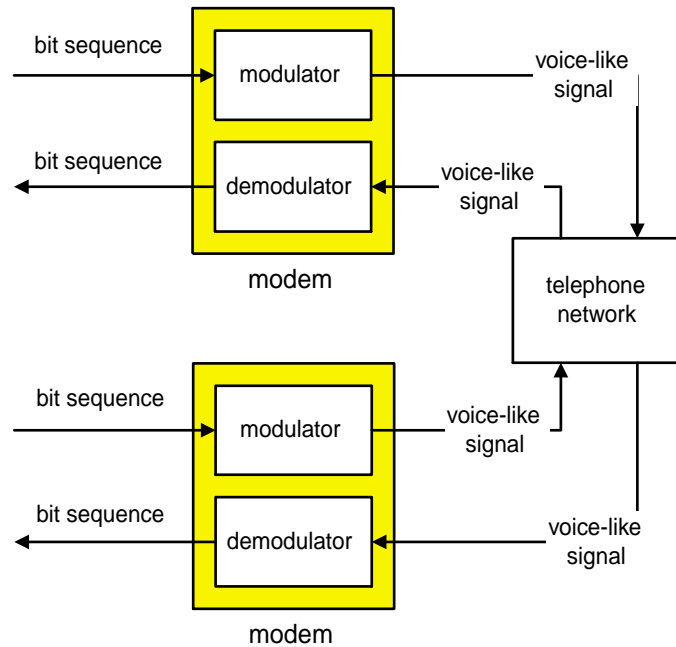 bit sequence
modulator
voice-like
signal
bit sequence
demodulator
voice-like
signal
modem
telephone
network
bit sequence
modulator
voice-like
signal
bit sequence
demodulator
voice-like
signal
modem